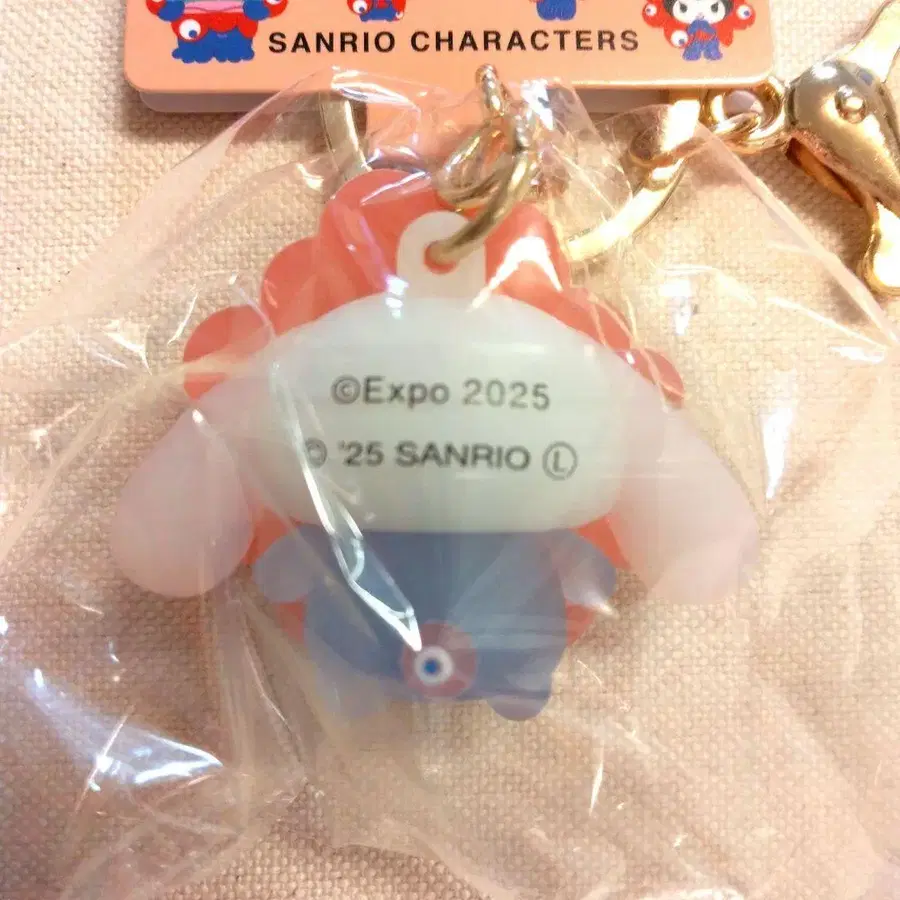 SANRIO CHARACTERS
©Expo 2025
© '25 SANRIO Ⓛ